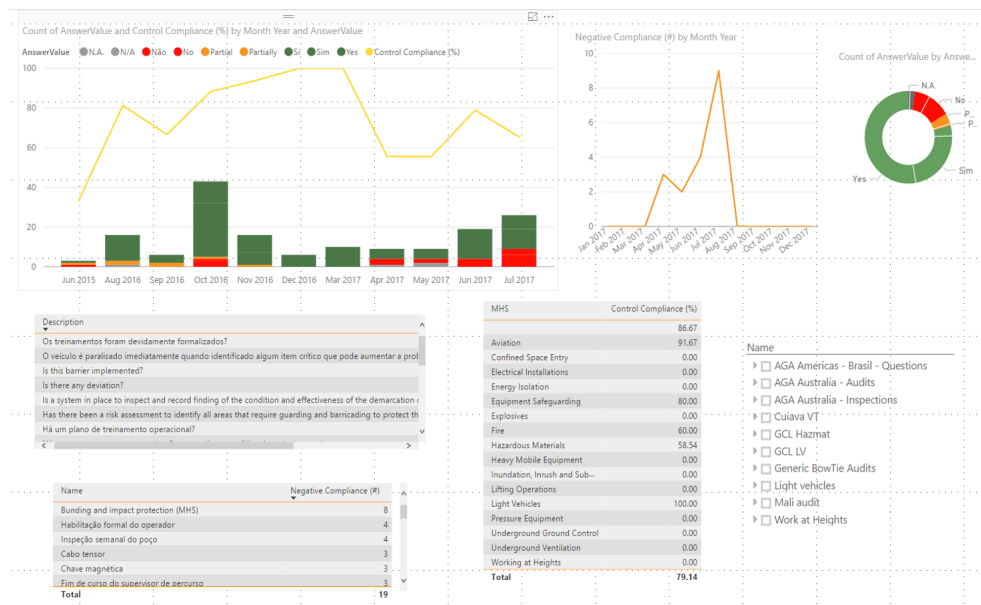 Count of AnswerValue and Control Compliance (%) by Month Year and AnswerValue
AnswerValue N.A. N/A Não No Partial Partially Sí Sim Yes Control Compliance (%)
100
80
60
40
20
0
Jun 2015 Aug 2016 Sep 2016 Oct 2016 Nov 2016 Dec 2016 Mar 2017 Apr 2017 May 2017 Jun 2017 Jul 2017
Negative Compliance (#) by Month Year
10
8
6
4
2
0
Jan 2017 Feb 2017 Mar 2017 Apr 2017 May 2017 Jun 2017 Jul 2017 Aug 2017 Sep 2017 Oct 2017 Nov 2017 Dec 2017
Count of AnswerValue by Answe...
N.A.
No
P...
P...
Sim
Yes
Description
Os treinamentos foram devidamente formalizados?
O veículo é paralisado imediatamente quando identificado algum item crítico que pode aumentar a prob
Is this barrier implemented?
Is there any deviation?
Is a system in place to inspect and record finding of the condition and effectiveness of the demarcation
Has there been a risk assessment to identify all areas that require guarding and barricading to protect th
Há um plano de treinamento operacional?
Name Negative Compliance (#)
Bunding and impact protection (MHS) 8
Habilitação formal do operador 4
Inspeção semanal do poço 4
Cabo tensor 3
Chave magnética 3
Fim de curso do supervisor de percurso 3
Total 19
MHS Control Compliance (%)
86.67
Aviation 91.67
Confined Space Entry 0.00
Electrical Installations 0.00
Energy Isolation 0.00
Equipment Safeguarding 80.00
Explosives 0.00
Fire 60.00
Hazardous Materials 58.54
Heavy Mobile Equipment 0.00
Inundation, Inrush and Sub... 0.00
Lifting Operations 0.00
Light Vehicles 100.00
Pressure Equipment 0.00
Underground Ground Control 0.00
Underground Ventilation 0.00
Working at Heights 0.00
Total 79.14
Name
AGA Américas - Brasil - Questions
AGA Australia - Audits
AGA Australia - Inspections
Cuiava VT
GCL Hazmat
GCL LV
Generic BowTie Audits
Light vehicles
Mali audit
Work at Heights